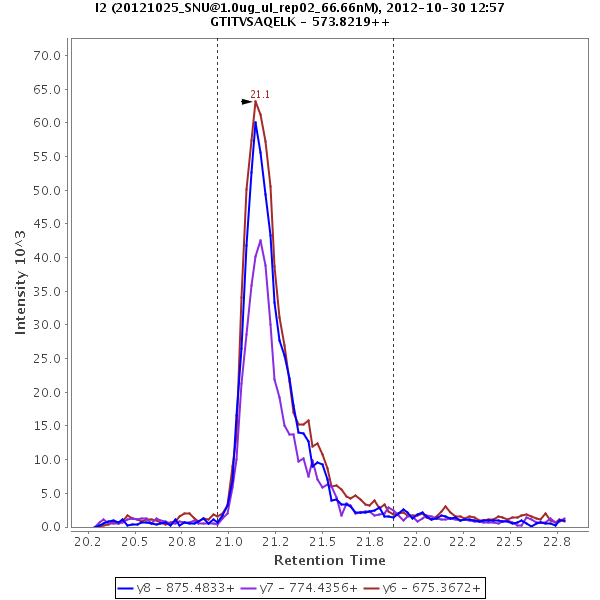 I2 (20121025_SNU@1.0ug_ul_rep02_66.66nM), 2012-10-30 12:57
GTITVSAQELK - 573.8219++
21.1
70.0
65.0
60.0
55.0
50.0
45.0
40.0
35.0
30.0
25.0
20.0
15.0
10.0
5.0
0.0
Intensity 10^3
20.2 20.5 20.8 21.0 21.2 21.5 21.8 22.0 22.2 22.5 22.8
Retention Time
y8 - 875.4833+ y7 - 774.4356+ y6 - 675.3672+